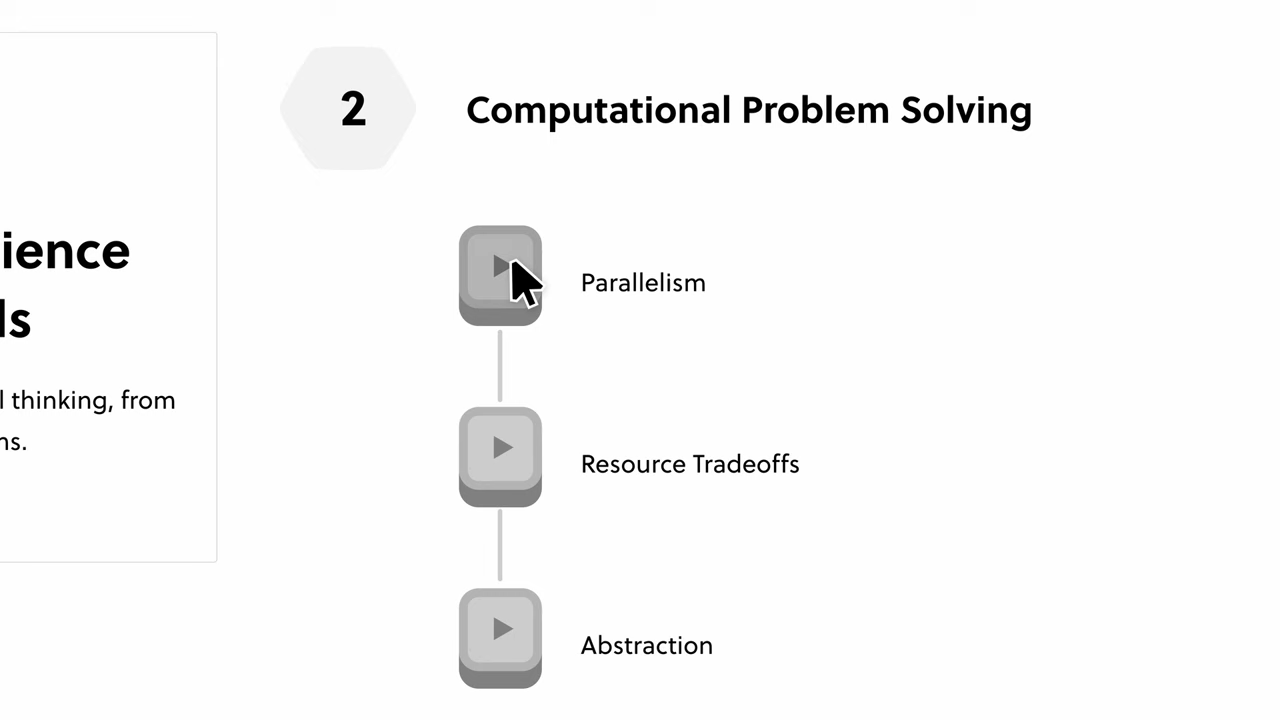 ience
ls
l thinking, from
ns.
2
Computational Problem Solving
Parallelism
Resource Tradeoffs
Abstraction